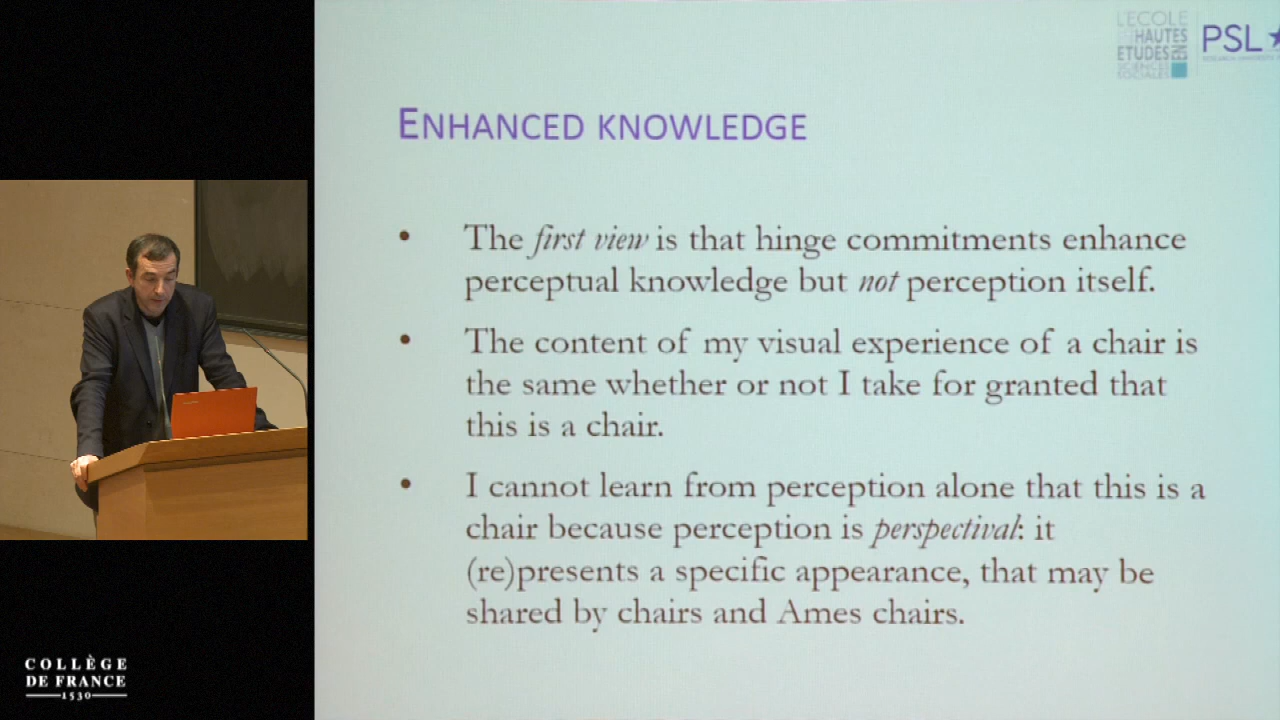 L'ECOLE
HAUTES
ETUDES EN
SCIENCES
SOCIALES
PSL
ENHANCED KNOWLEDGE
• The first view is that hinge commitments enhance
perceptual knowledge but not perception itself.
• The content of my visual experience of a chair is
the same whether or not I take for granted that
this is a chair.
• I cannot learn from perception alone that this is a
chair because perception is perspectival: it
(re)presents a specific appearance, that may be
shared by chairs and Ames chairs.
COLLÈGE
DE FRANCE
1530